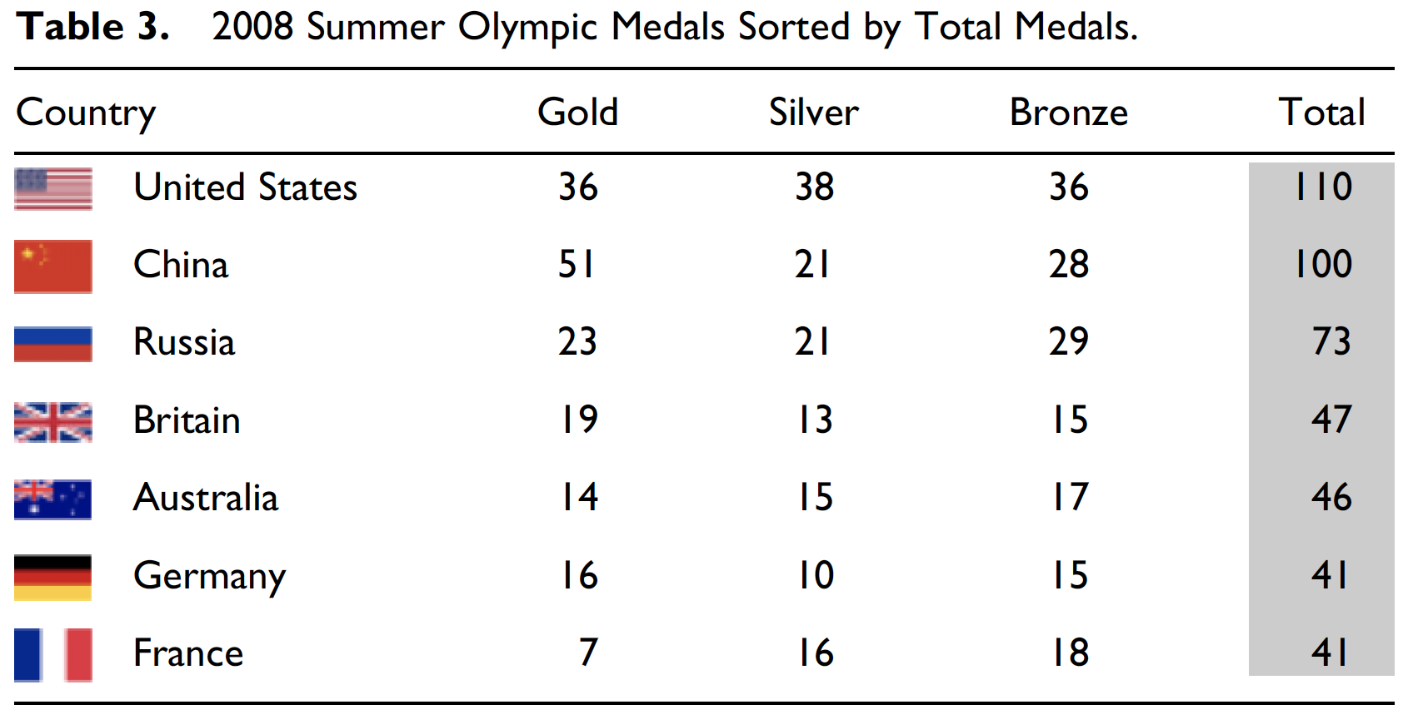 Table 3. 2008 Summer Olympic Medals Sorted by Total Medals.
Country Gold Silver Bronze Total
United States 36 38 36 110
China 51 21 28 100
Russia 23 21 29 73
Britain 19 13 15 47
Australia 14 15 17 46
Germany 16 10 15 41
France 7 16 18 41